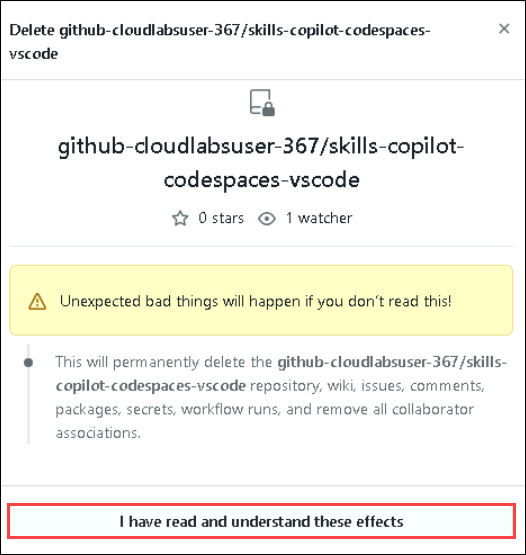 Delete github-cloudlabsuser-367/skills-copilot-codespaces-
vscode
github-cloudlabsuser-367/skills-copilot-
codespaces-vscode
0 stars 1 watcher
Unexpected bad things will happen if you don't read this!
This will permanently delete the github-cloudlabsuser-367/skills-
copilot-codespaces-vscode repository, wiki, issues, comments,
packages, secrets, workflow runs, and remove all collaborator
associations.
I have read and understand these effects